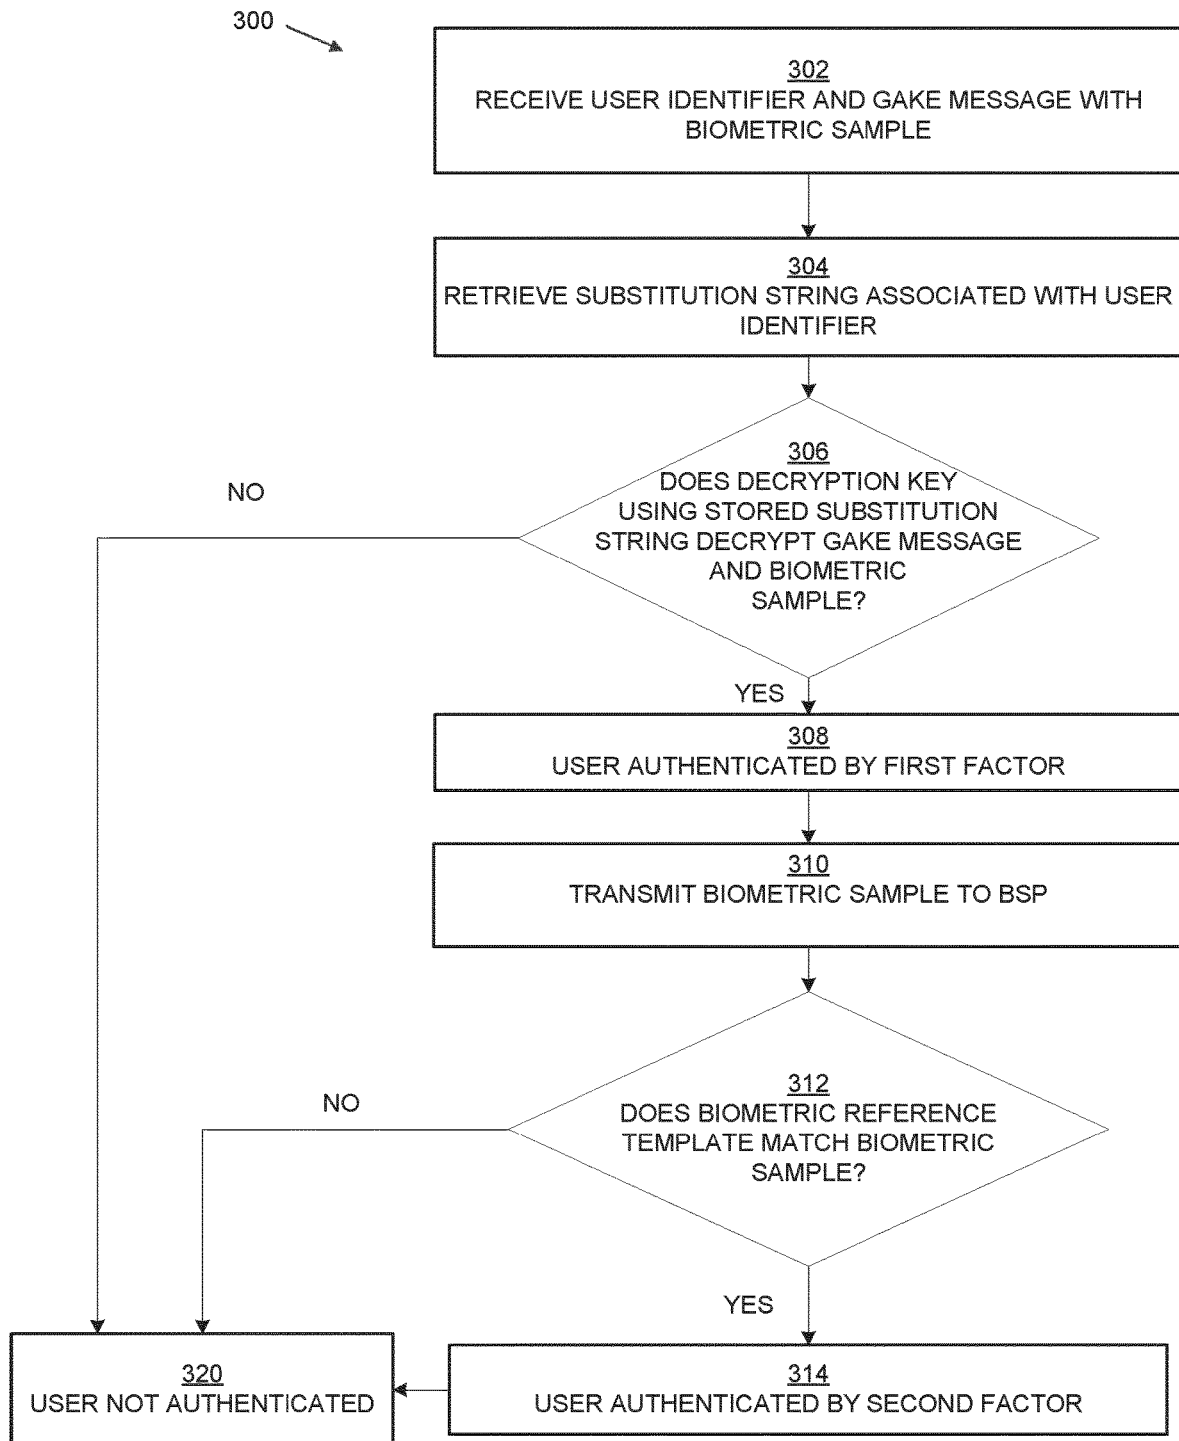 300
302
RECEIVE USER IDENTIFIER AND GAKE MESSAGE WITH
BIOMETRIC SAMPLE
304
RETRIEVE SUBSTITUTION STRING ASSOCIATED WITH USER
IDENTIFIER
306
DOES DECRYPTION KEY
USING STORED SUBSTITUTION
STRING DECRYPT GAKE MESSAGE
AND BIOMETRIC
SAMPLE?
NO
YES
308
USER AUTHENTICATED BY FIRST FACTOR
310
TRANSMIT BIOMETRIC SAMPLE TO BSP
312
DOES BIOMETRIC REFERENCE
TEMPLATE MATCH BIOMETRIC
SAMPLE?
NO
YES
320
USER NOT AUTHENTICATED
314
USER AUTHENTICATED BY SECOND FACTOR